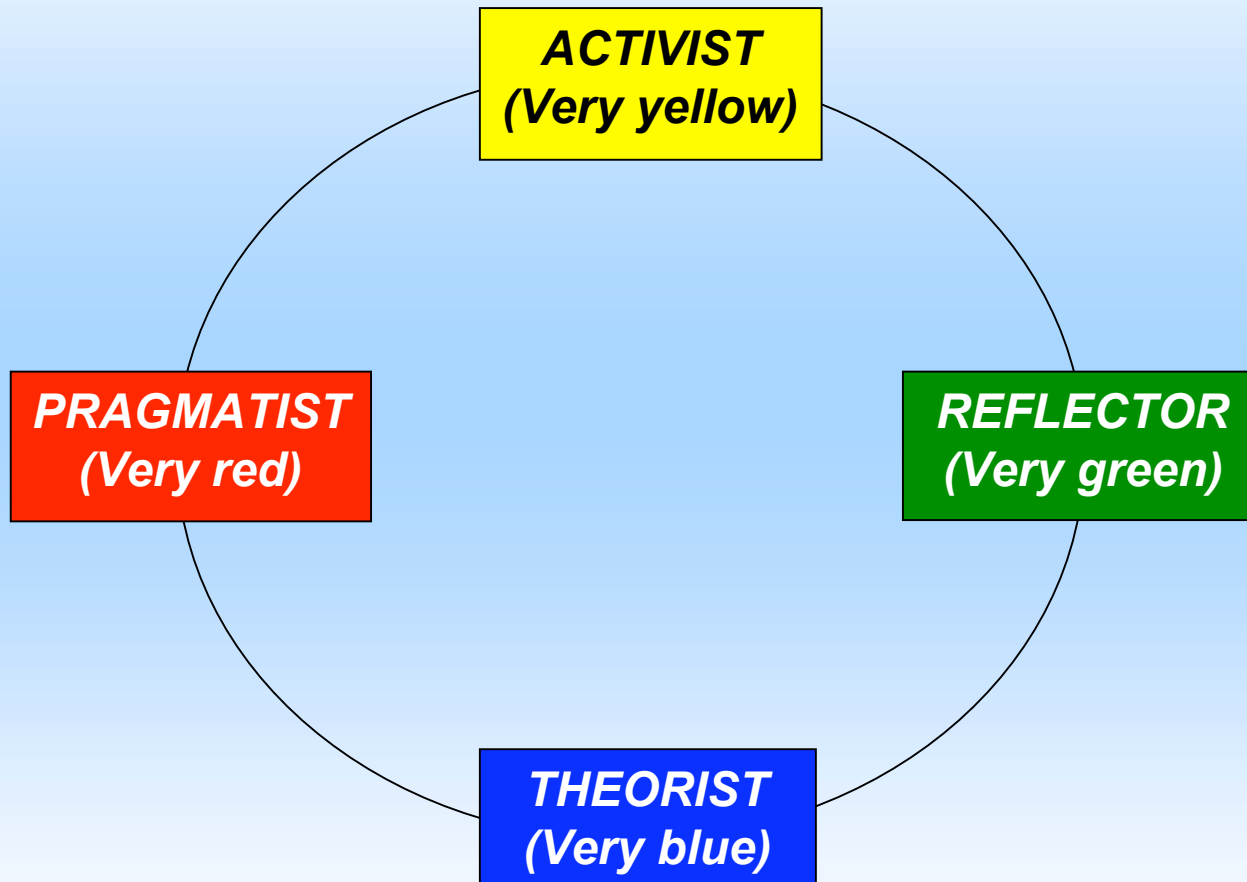 ACTIVIST
(Very yellow)
PRAGMATIST
(Very red)
REFLECTOR
(Very green)
THEORIST
(Very blue)